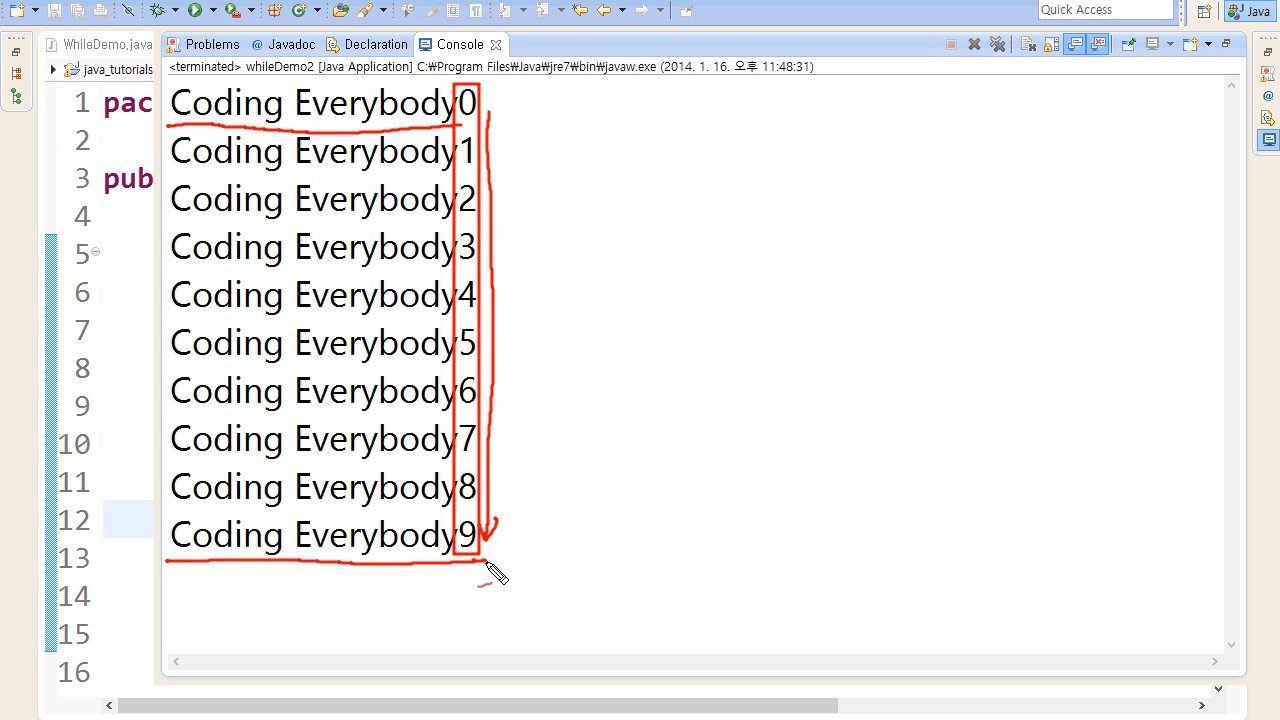 Quick Access
Java
WhileDemo.java
Problems
@ Javadoc
Declaration
Console
java_tutorials
<terminated> whileDemo2 [Java Application] C:₩Program Files₩Java₩jre7₩bin₩javaw.exe (2014. 1. 16. 오후 11:48:31)
1 pac
2
3 pub
4
5
6
7
8
9
10
11
12
13
14
15
16
Coding Everybody0
Coding Everybody1
Coding Everybody2
Coding Everybody3
Coding Everybody4
Coding Everybody5
Coding Everybody6
Coding Everybody7
Coding Everybody8
Coding Everybody9